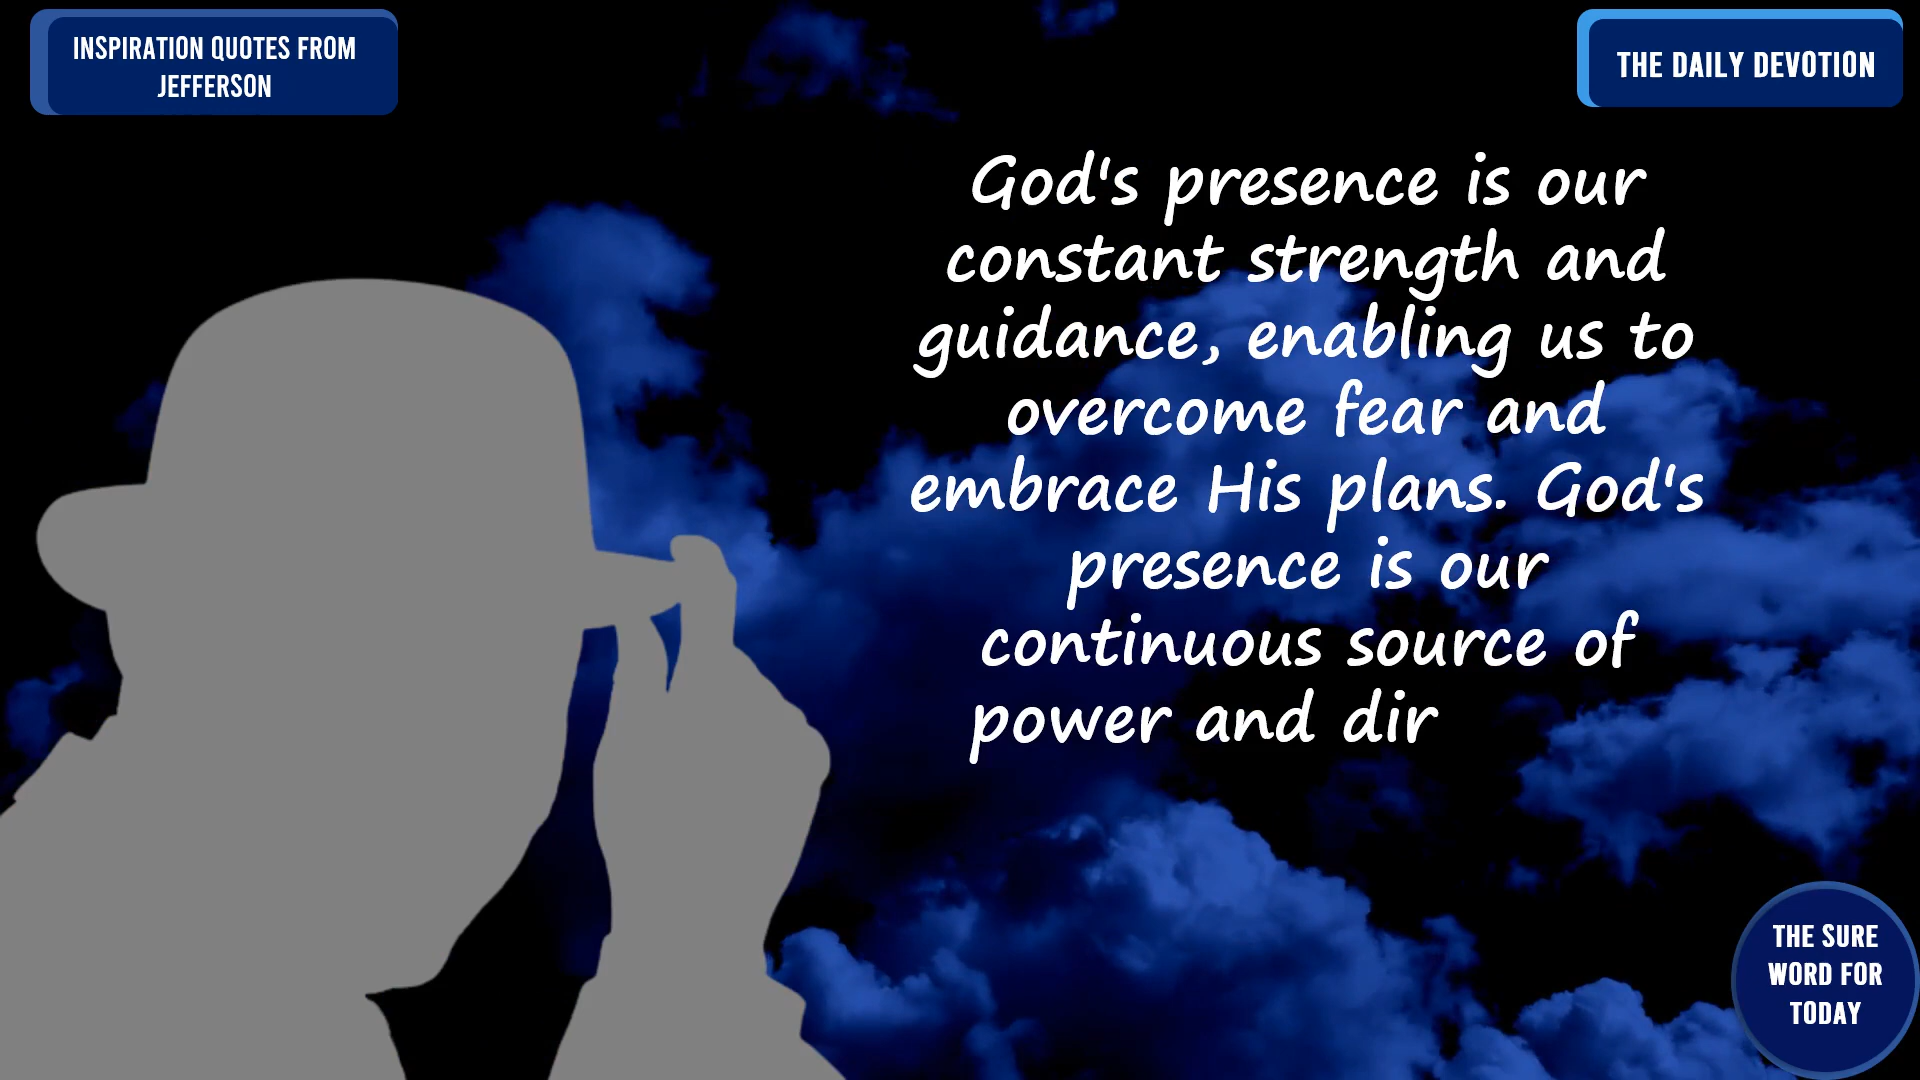 INSPIRATION QUOTES FROM
JEFFERSON
THE DAILY DEVOTION
God's presence is our
constant strength and
guidance, enabling us to
overcome fear and
embrace His plans. God's
presence is our
continuous source of
power and dir
THE SURE
WORD FOR
TODAY